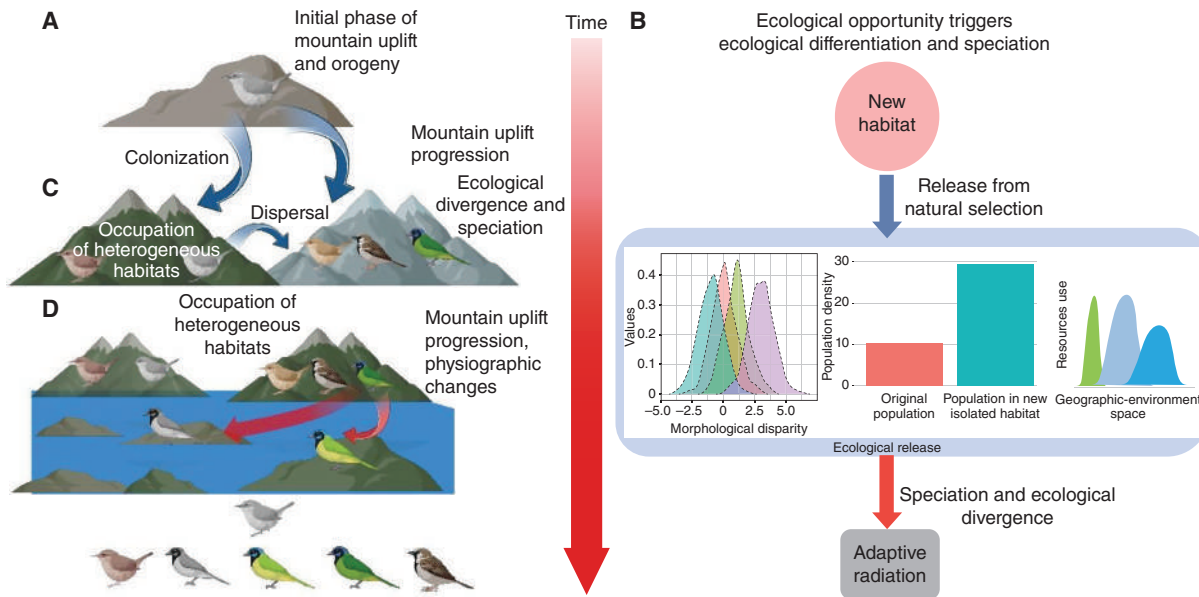 A
Initial phase of
mountain uplift
and orogeny
Colonization
Mountain uplift
progression
C
Dispersal
Ecological
divergence and
speciation
Occupation
of heterogeneous
habitats
D
Occupation of
heterogeneous
habitats
Mountain uplift
progression,
physiographic
changes
Time
B
Ecological opportunity triggers
ecological differentiation and speciation
New
habitat
Release from
natural selection
Values
0.4
0.3
0.2
0.1
0
–5.0
–2.5
0
2.5
5.0
Morphological disparity
Population density
30
20
10
0
Original
population
Population in new
isolated habitat
Resources use
Geographic-environment
space
Ecological release
Speciation and ecological
divergence
Adaptive
radiation